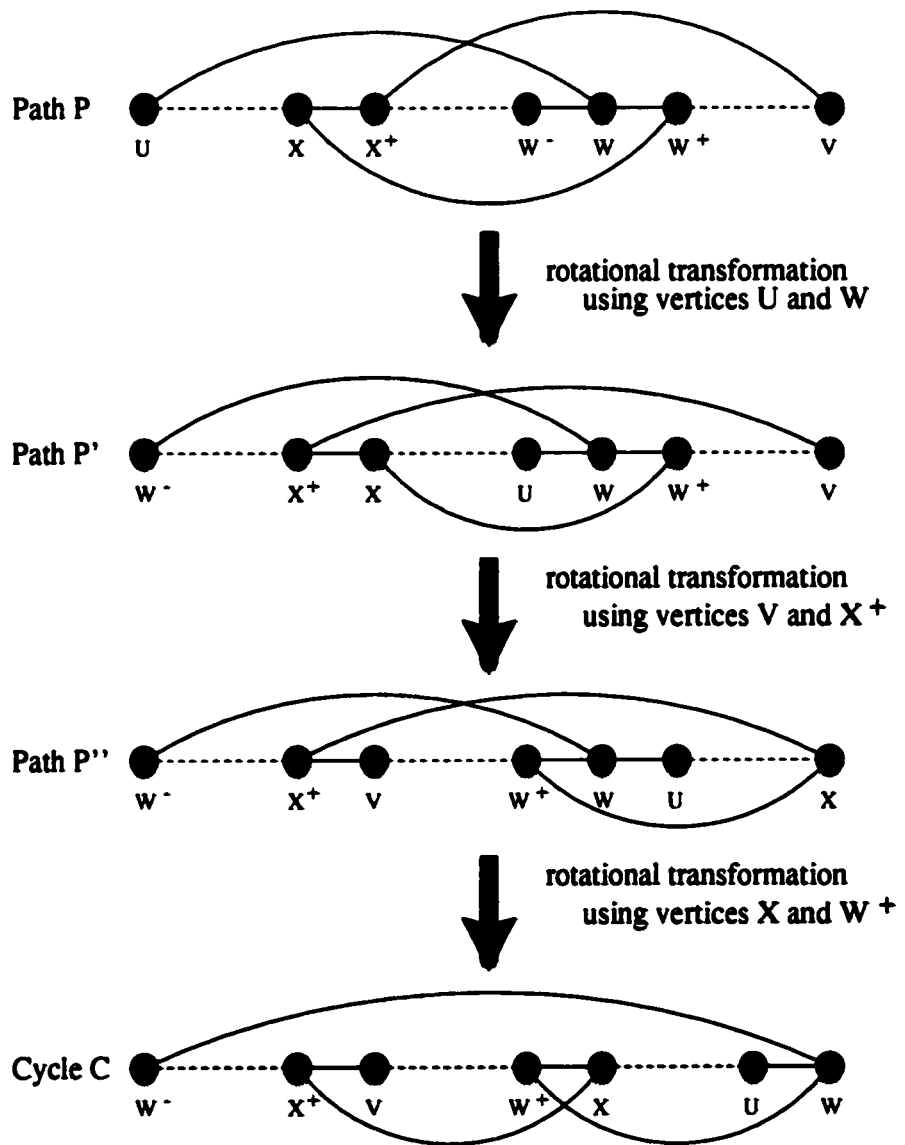 Path P
U X X+ W- W W+ V
rotational transformation
using vertices U and W
Path P'
W- X+ X U W W+ V
rotational transformation
using vertices V and X+
Path P''
W- X+ V W+ W U X
rotational transformation
using vertices X and W+
Cycle C
W- X+ V W+ X U W